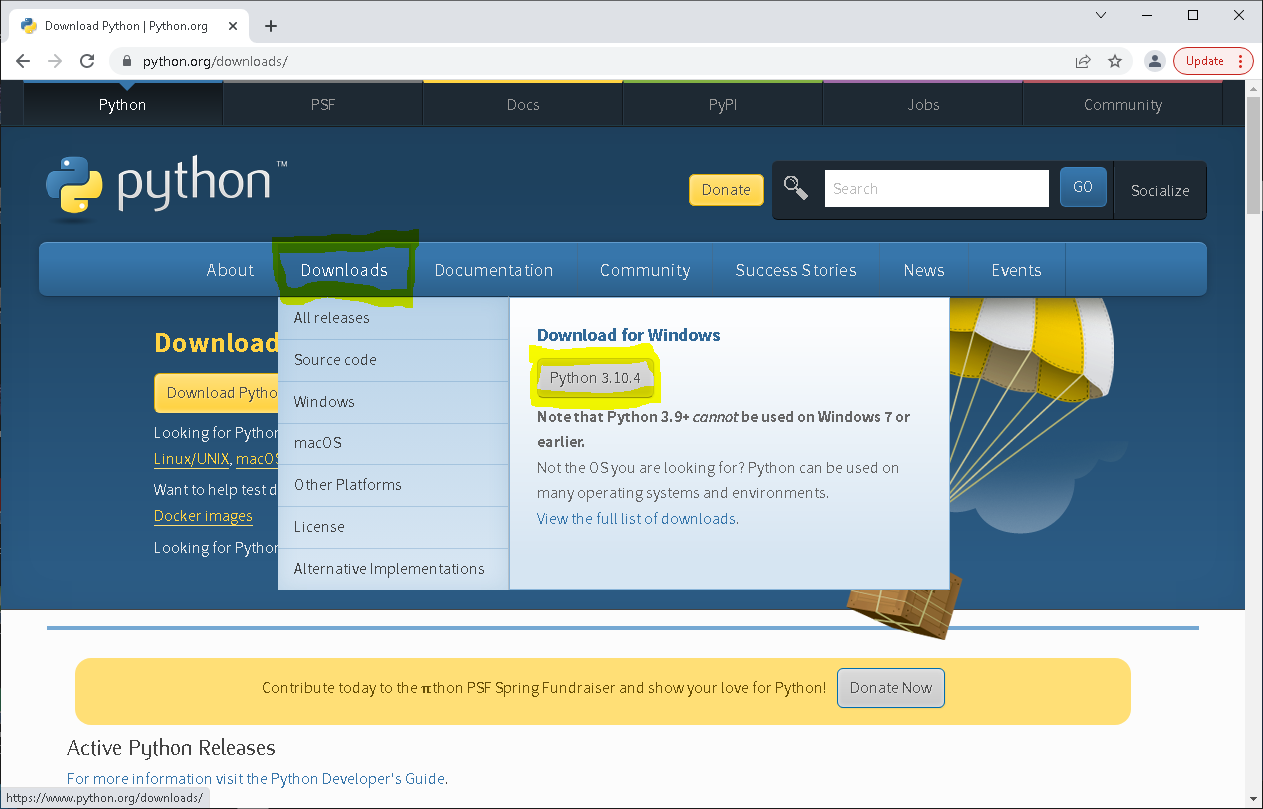 Download Python | Python.org
python.org/downloads/
Update
Python
PSF
Docs
PyPI
Jobs
Community
python™
Donate
Search
GO
Socialize
About
Downloads
Documentation
Community
Success Stories
News
Events
All releases
Source code
Windows
macOS
Other Platforms
License
Alternative Implementations
Download for Windows
Python 3.10.4
Note that Python 3.9+ cannot be used on Windows 7 or
earlier.
Not the OS you are looking for? Python can be used on
many operating systems and environments.
View the full list of downloads.
Download
Download Pytho
Looking for Python
Linux/UNIX, macOS
Want to help test d
Docker images
Looking for Python
Contribute today to the πthon PSF Spring Fundraiser and show your love for Python!
Donate Now
Active Python Releases
For more information visit the Python Developer's Guide.
https://www.python.org/downloads/